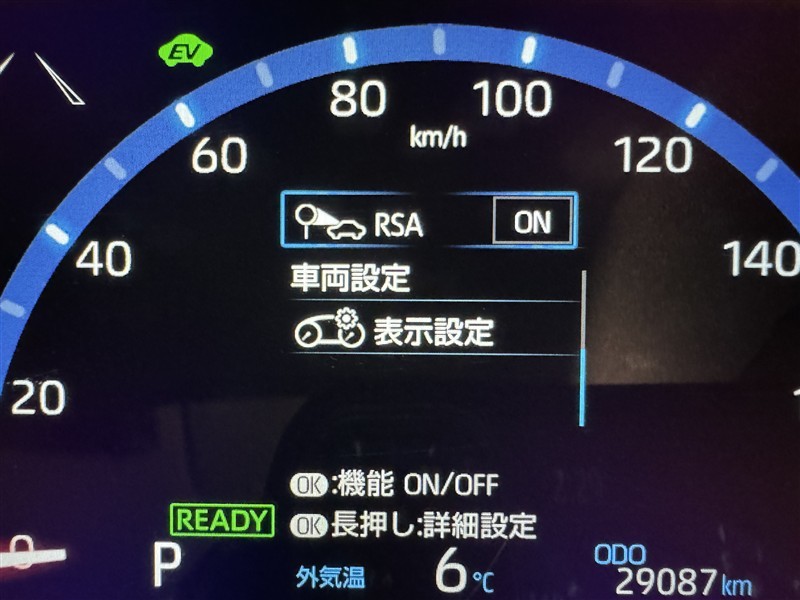 EV
80
100
km/h
60
120
RSA ON
40
140
車両設定
表示設定
20
OK:機能 ON/OFF
READY
OK長押し:詳細設定
0
P
外気温 6℃
ODO
29087km